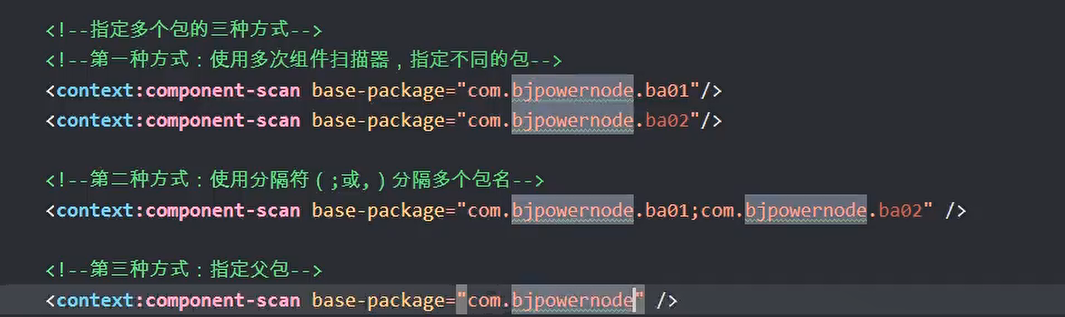 <!--指定多个包的三种方式-->
<!--第一种方式：使用多次组件扫描器，指定不同的包-->
<context:component-scan base-package="com.bjpowernode.ba01"/>
<context:component-scan base-package="com.bjpowernode.ba02"/>
<!--第二种方式：使用分隔符（;或,）分隔多个包名-->
<context:component-scan base-package="com.bjpowernode.ba01;com.bjpowernode.ba02" />
<!--第三种方式：指定父包-->
<context:component-scan base-package="com.bjpowernode" />